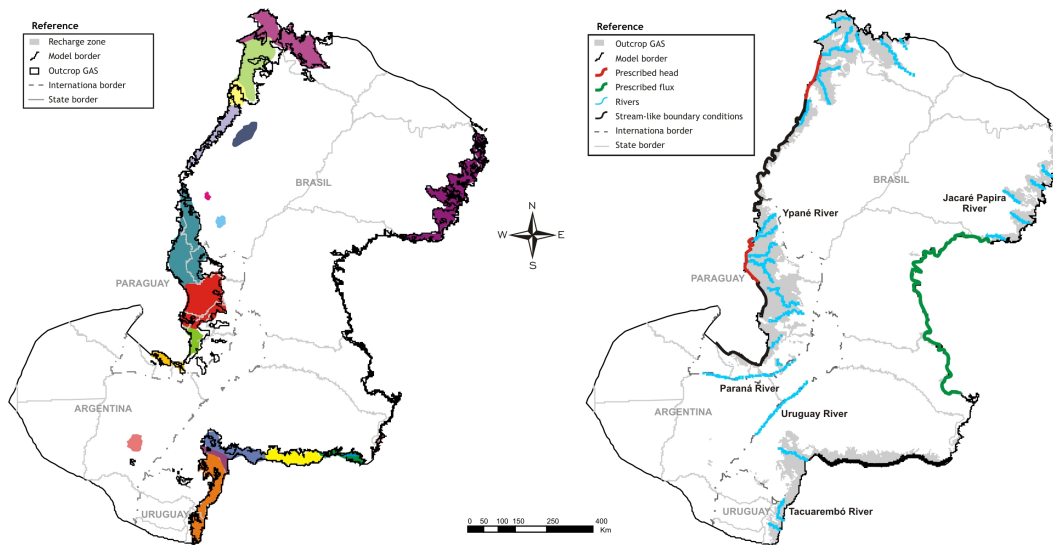 Reference
Recharge zone
Model border
Outcrop GAS
Internationa border
State border
BRASIL
PARAGUAY
ARGENTINA
URUGUAY
N
W E
S
0 50 100 150 250 400
Km
Reference
Outcrop GAS
Model border
Prescribed head
Prescribed flux
Rivers
Stream-like boundary conditions
Internationa border
State border
BRASIL
Jacaré Papira
River
Ypané River
PARAGUAY
Paraná River
ARGENTINA
Uruguay River
URUGUAY
Tacuarembó River